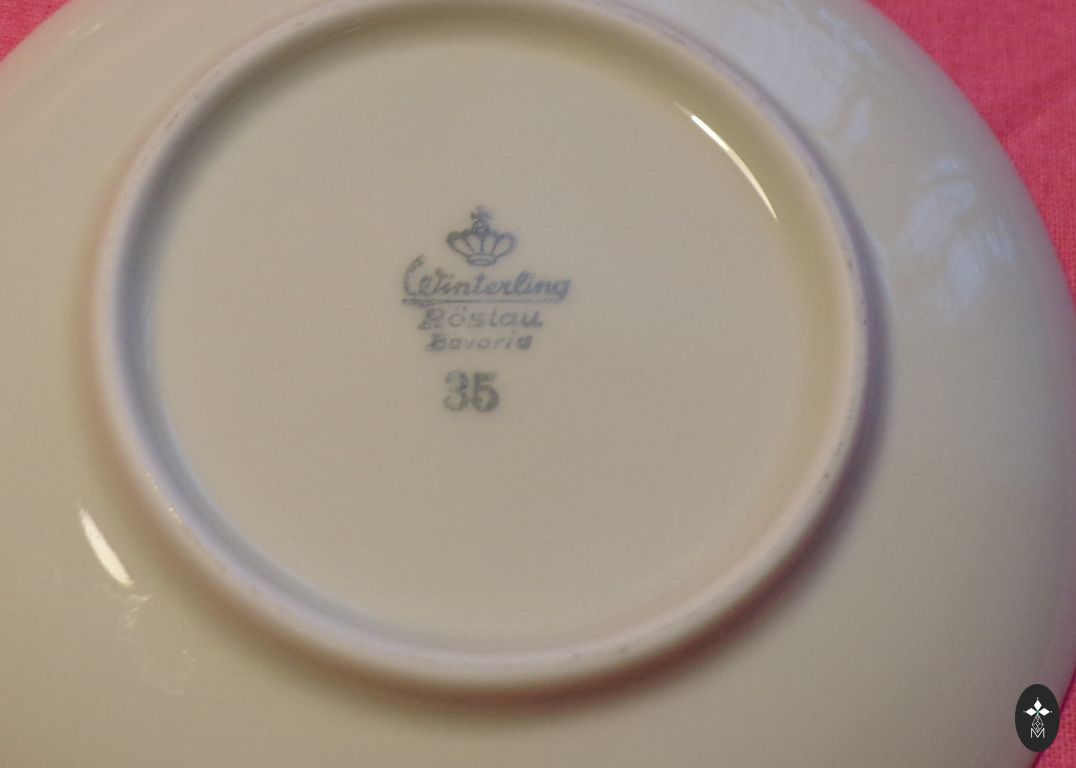 Winterling
Röslau
Bavaria
35
M